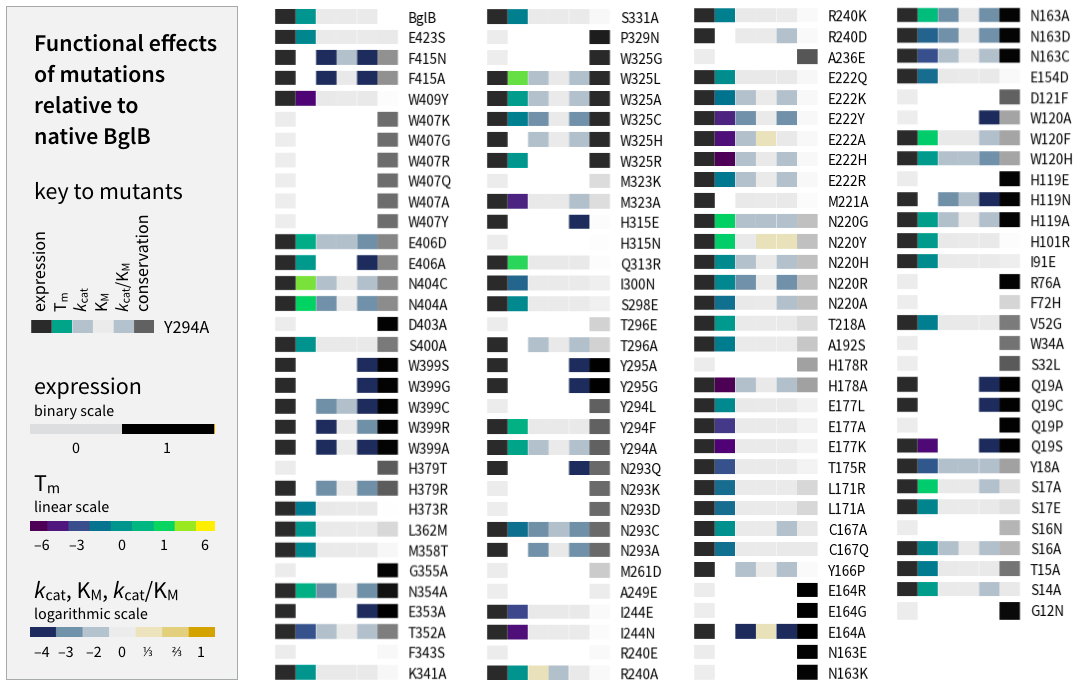 Functional effects
of mutations
relative to
native BglB
key to mutants
expression
Tm
kcat
KM
kcat/KM
conservation
Y294A
expression
binary scale
0 1
Tm
linear scale
–6 –3 0 1 6
kcat, KM, kcat/KM
logarithmic scale
–4 –3 –2 0 ⅓ ⅔ 1
BglB
E423S
F415N
F415A
W409Y
W407K
W407G
W407R
W407Q
W407A
W407Y
E406D
E406A
N404C
N404A
D403A
S400A
W399S
W399G
W399C
W399R
W399A
H379T
H379R
H373R
L362M
M358T
G355A
N354A
E353A
T352A
F343S
K341A
S331A
P329N
W325G
W325L
W325A
W325C
W325H
W325R
M323K
M323A
H315E
H315N
Q313R
I300N
S298E
T296E
T296A
Y295A
Y295G
Y294L
Y294F
Y294A
N293Q
N293K
N293D
N293C
N293A
M261D
A249E
I244E
I244N
R240E
R240A
R240K
R240D
A236E
E222Q
E222K
E222Y
E222A
E222H
E222R
M221A
N220G
N220Y
N220H
N220R
N220A
T218A
A192S
H178R
H178A
E177L
E177A
E177K
T175R
L171R
L171A
C167A
C167Q
Y166P
E164R
E164G
E164A
N163E
N163K
N163A
N163D
N163C
E154D
D121F
W120A
W120F
W120H
H119E
H119N
H119A
H101R
I91E
R76A
F72H
V52G
W34A
S32L
Q19A
Q19C
Q19P
Q19S
Y18A
S17A
S17E
S16N
S16A
T15A
S14A
G12N